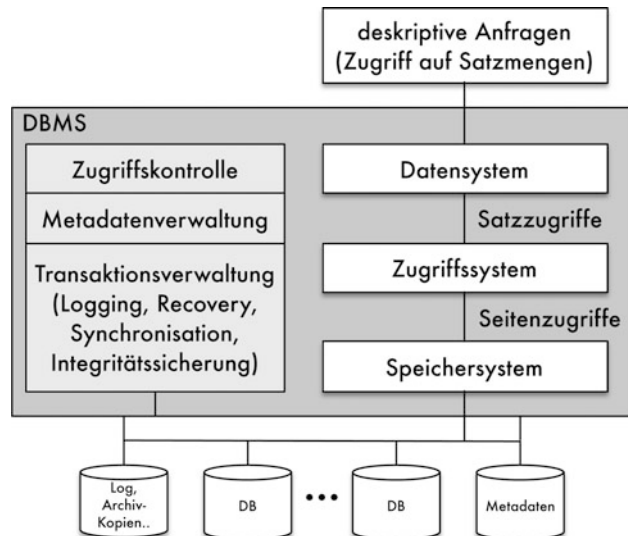 deskriptive Anfragen
(Zugriff auf Satzmengen)
DBMS
Zugriffskontrolle
Metadatenverwaltung
Transaktionsverwaltung
(Logging, Recovery,
Synchronisation,
Integritätssicherung)
Datensystem
Satzzugriffe
Zugriffssystem
Seitenzugriffe
Speichersystem
Log,
Archiv-
Kopien..
DB
•••
DB
Metadaten